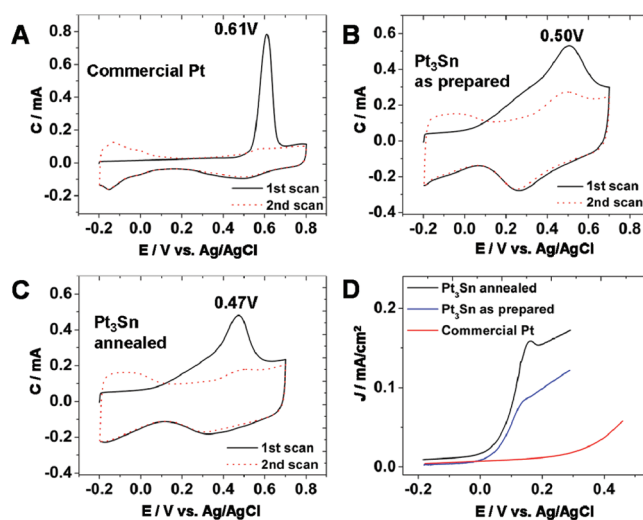 A
0.61V
Commercial Pt
C / mA
0.8
0.6
0.4
0.2
0.0
-0.2
1st scan
2nd scan
-0.2 0.0 0.2 0.4 0.6 0.8
E / V vs. Ag/AgCl
B
0.50V
Pt3Sn
as prepared
C / mA
0.6
0.4
0.2
0.0
-0.2
-0.4
1st scan
2nd scan
-0.2 0.0 0.2 0.4 0.6 0.8
E / V vs. Ag/AgCl
C
0.47V
Pt3Sn
annealed
C / mA
0.6
0.4
0.2
0.0
-0.2
-0.4
1st scan
2nd scan
-0.2 0.0 0.2 0.4 0.6 0.8
E / V vs. Ag/AgCl
D
Pt3Sn annealed
Pt3Sn as prepared
Commercial Pt
J / mA/cm²
0.2
0.1
0.0
-0.2 0.0 0.2 0.4
E / V vs. Ag/AgCl